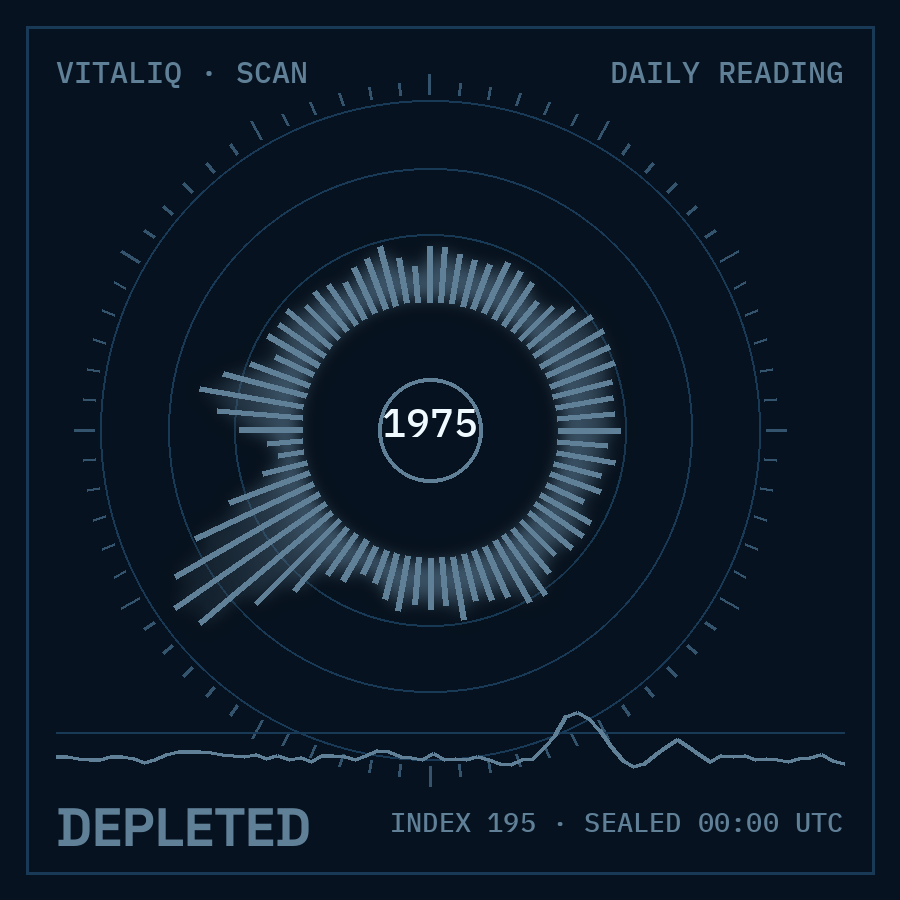 VITALIQ · SCAN
DAILY READING
1975
DEPLETED
INDEX 195 · SEALED 00:00 UTC